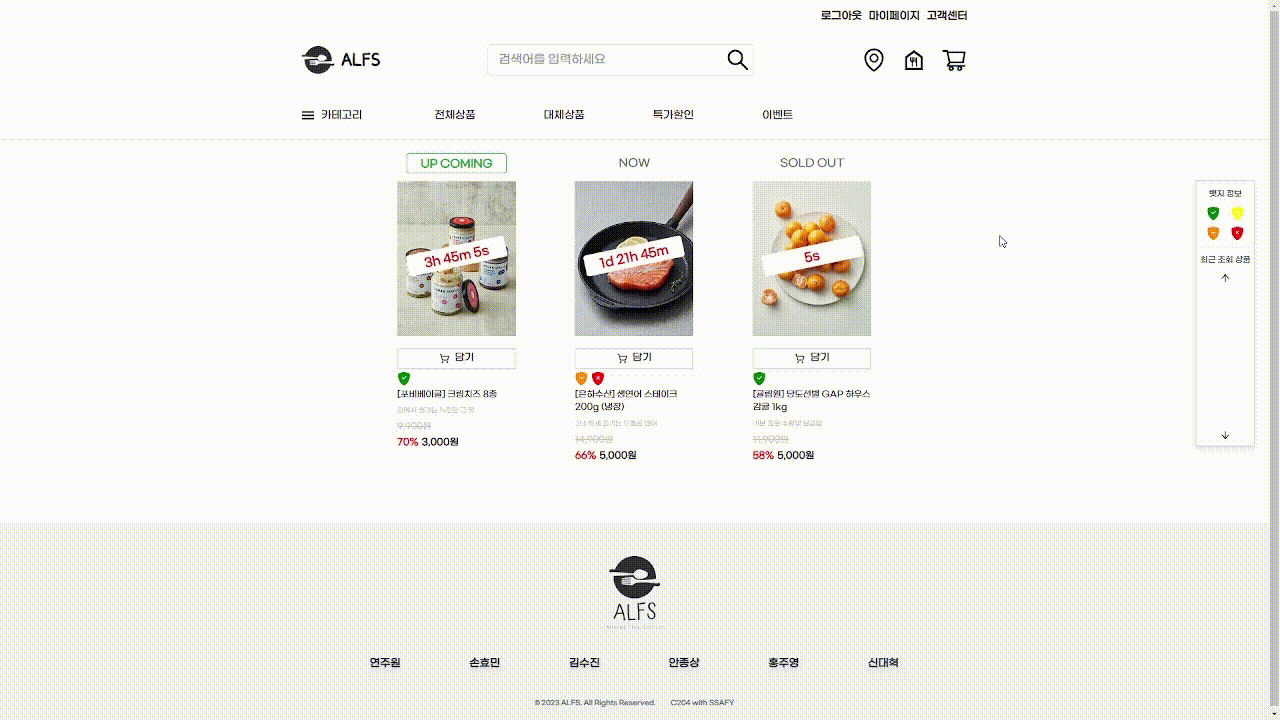 로그아웃 마이페이지 고객센터
ALFS
검색어를 입력하세요
카테고리 전체상품 대체상품 특가할인 이벤트
UP COMING NOW SOLD OUT
뱃지 정보
최근 조회 상품
3h 45m 5s
1d 21h 45m
5s
담기 담기 담기
[포비베이글] 크림치즈 8종
9,900원
70% 3,000원
[은하수산] 생연어 스테이크
200g (냉장)
14,900원
66% 5,000원
[귤림원] 당도선별 GAP 하우스
감귤 1kg
11,900원
58% 5,000원
ALFS
연주원 손효민 김수진 안종상 홍주영 신대혁
© 2023 ALFS. All Rights Reserved. C204 with SSAFY